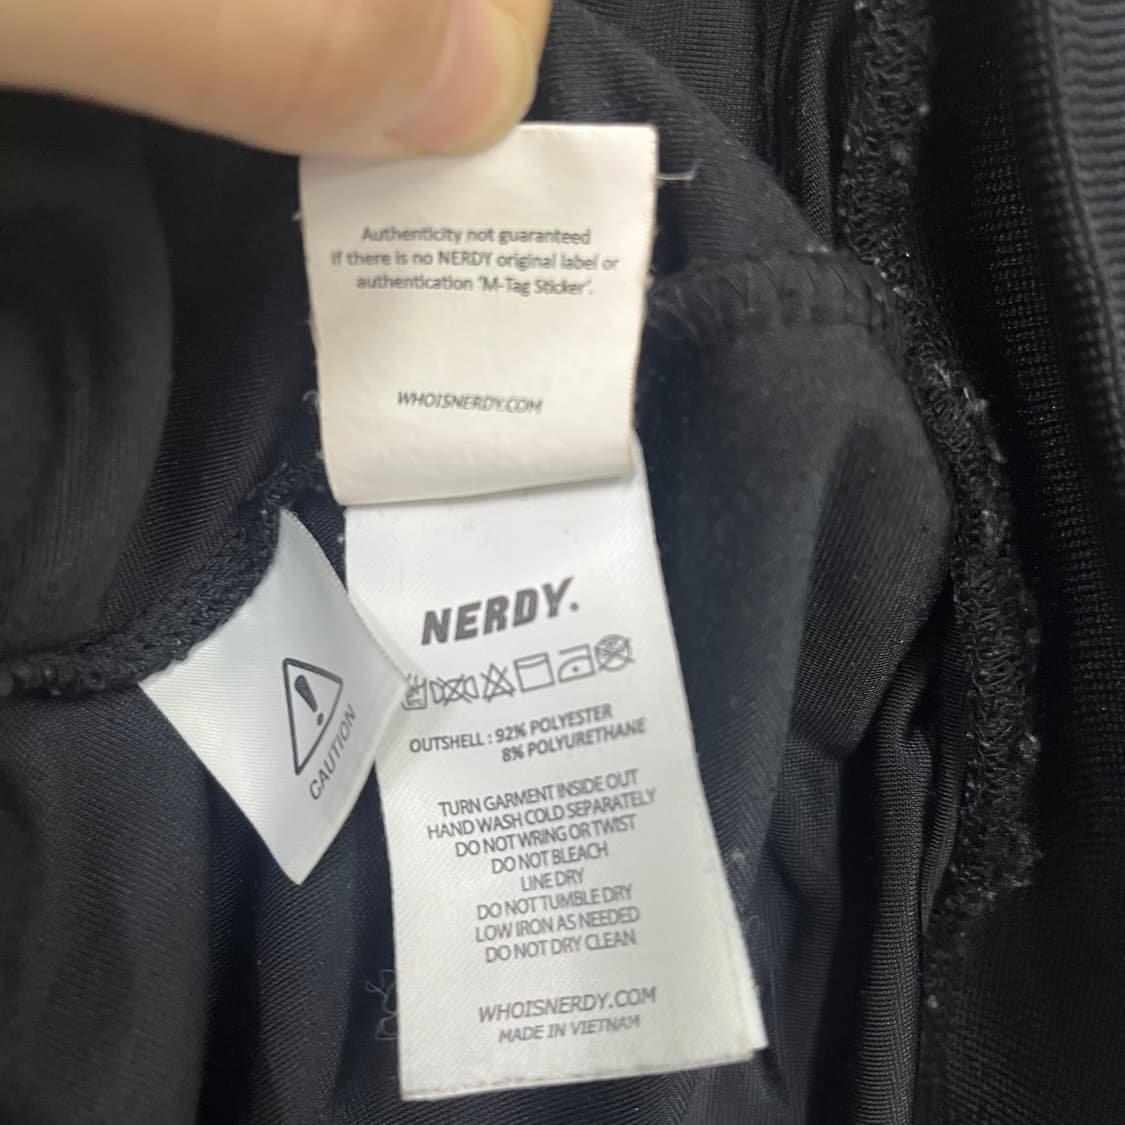 Authenticity not guaranteed
If there is no NERDY original label or
authentication 'M-Tag Sticker'.
WHOISNERDY.COM
NERDY.
CAUTION
OUTSHELL : 92% POLYESTER
8% POLYURETHANE
TURN GARMENT INSIDE OUT
HAND WASH COLD SEPARATELY
DO NOT WRING OR TWIST
DO NOT BLEACH
LINE DRY
DO NOT TUMBLE DRY
LOW IRON AS NEEDED
DO NOT DRY CLEAN
WHOISNERDY.COM
MADE IN VIETNAM